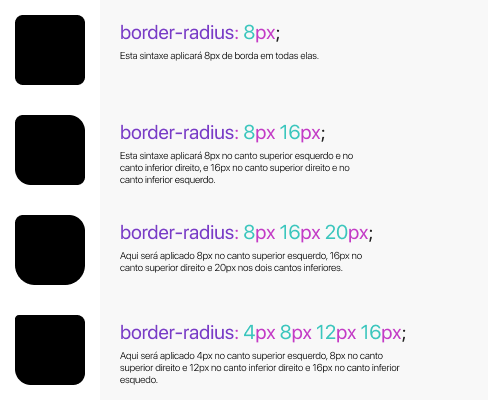 border-radius: 8px;
Esta sintaxe aplicará 8px de borda em todas elas.
border-radius: 8px 16px;
Esta sintaxe aplicará 8px no canto superior esquerdo e no
canto inferior direito, e 16px no canto superior direito e no
canto inferior esquerdo.
border-radius: 8px 16px 20px;
Aqui será aplicado 8px no canto superior esquerdo, 16px no
canto superior direito e 20px nos dois cantos inferiores.
border-radius: 4px 8px 12px 16px;
Aqui será aplicado 4px no canto superior esquerdo, 8px no canto
superior direito e 12px no canto inferior direito e 16px no canto inferior
esquedo.